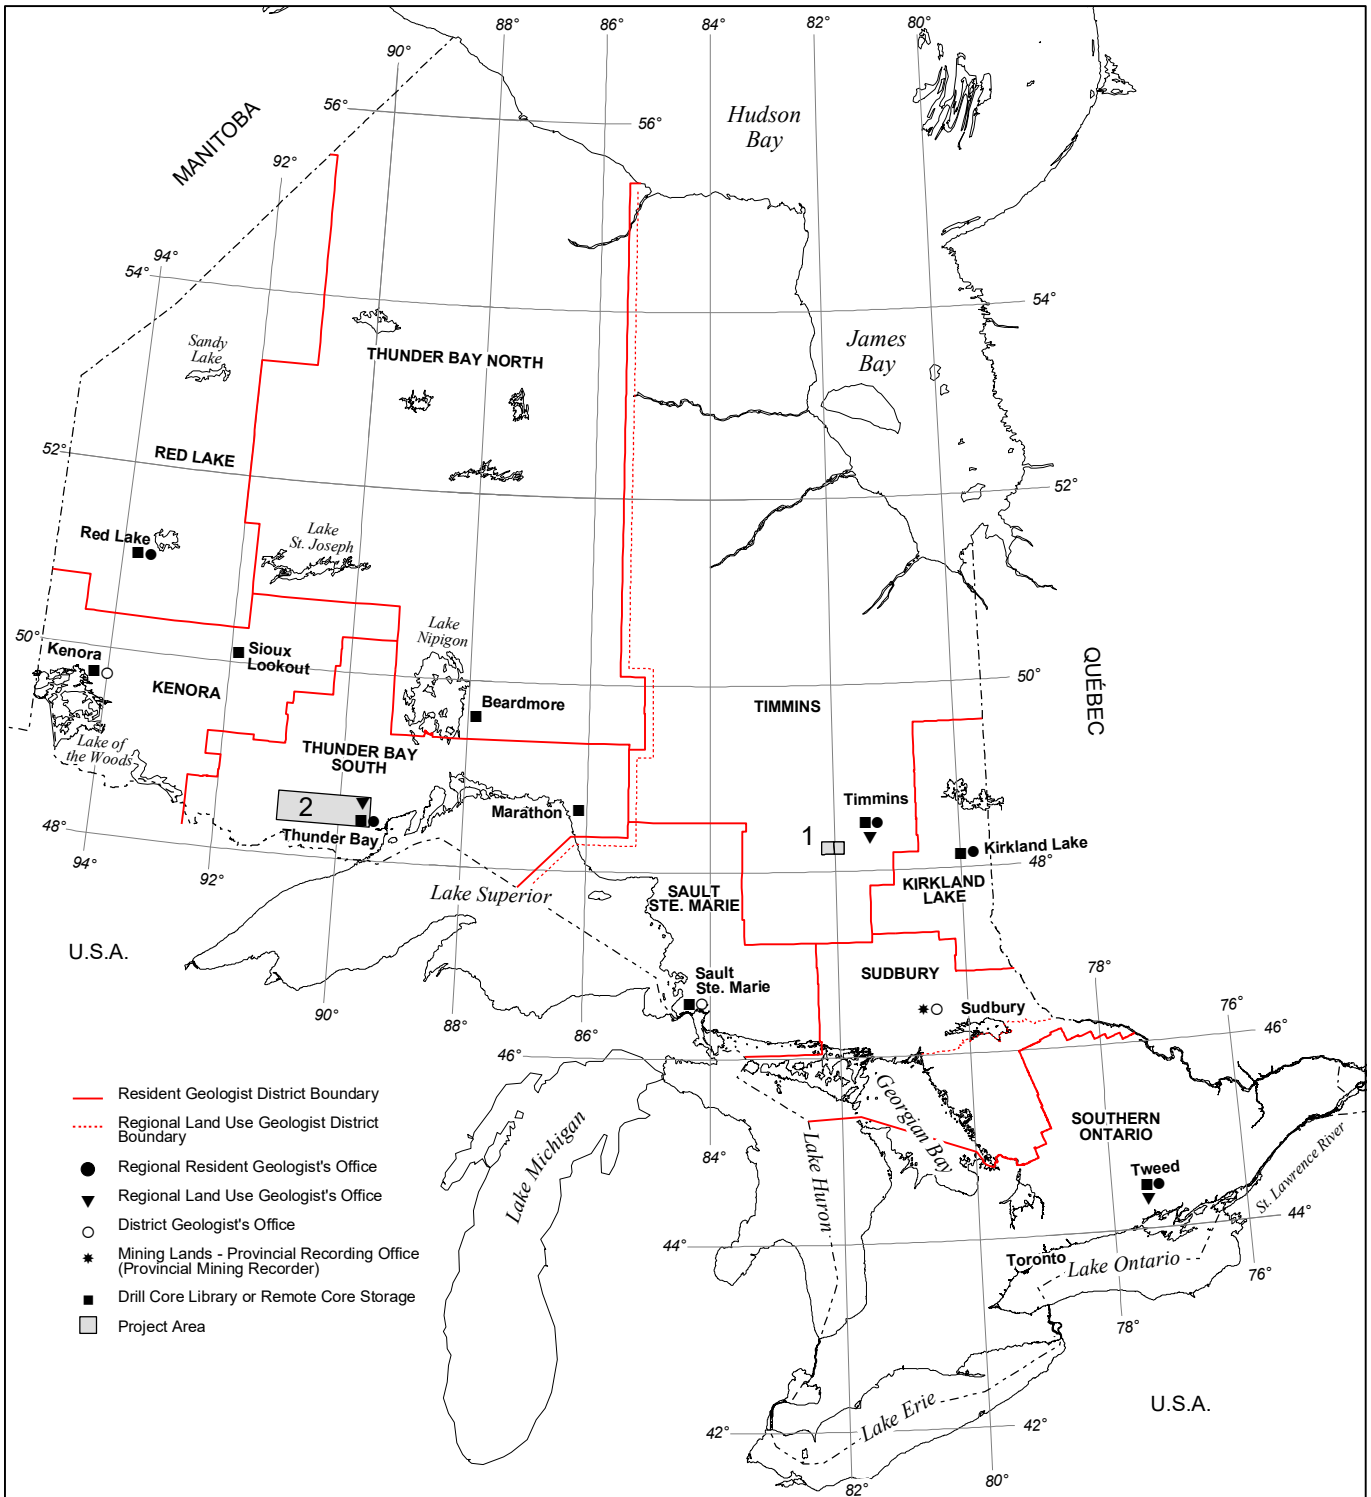 88°
86°
84°
82°
80°
90°
56°
56°
Hudson
Bay
MANITOBA
92°
94°
54°
54°
Sandy
Lake
THUNDER BAY NORTH
James
Bay
52°
RED LAKE
52°
Red Lake
Lake
St. Joseph
50°
Kenora
Sioux
Lookout
Lake
Nipigon
50°
QUÉBEC
KENORA
Beardmore
TIMMINS
Lake of
the Woods
THUNDER BAY
SOUTH
2
Marathon
Timmins
Thunder Bay
1
Kirkland Lake
48°
48°
94°
92°
Lake Superior
SAULT
STE. MARIE
KIRKLAND
LAKE
U.S.A.
Sault
Ste. Marie
SUDBURY
Sudbury
78°
76°
90°
88°
86°
46°
46°
Resident Geologist District Boundary
Regional Land Use Geologist District
Boundary
Regional Resident Geologist's Office
Regional Land Use Geologist's Office
District Geologist's Office
Mining Lands - Provincial Recording Office
(Provincial Mining Recorder)
Drill Core Library or Remote Core Storage
Project Area
Lake Michigan
84°
Lake Huron
Georgian Bay
SOUTHERN
ONTARIO
Tweed
St. Lawrence River
44°
44°
Toronto
Lake Ontario
76°
78°
Lake Erie
U.S.A.
42°
42°
82°
80°